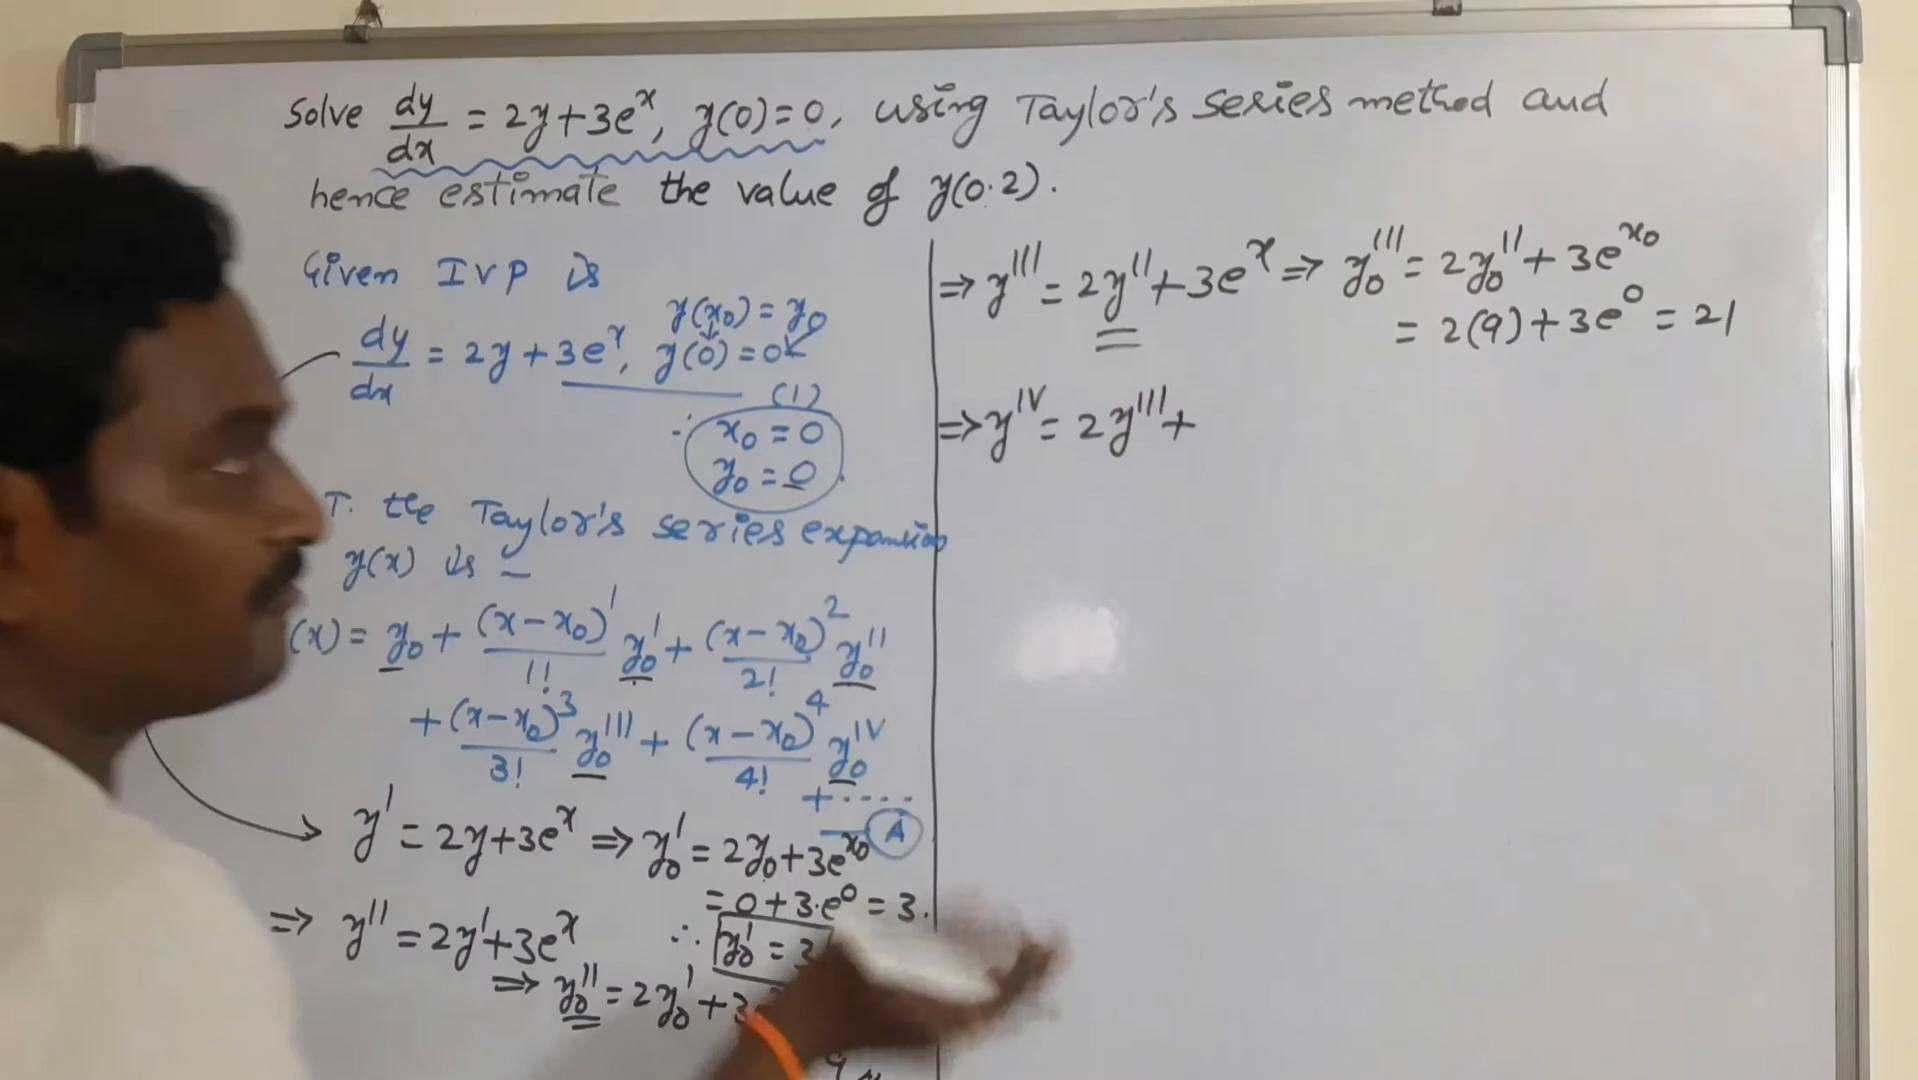 Solve dy/dx = 2y+3e^x, y(0)=0, using Taylor's series method and
hence estimate the value of y(0.2).
Given IVP is
y(x0) = y0
dy/dx = 2y+3e^x, y(0)=0
(1)
∴ x0 = 0
y0 = 0
T. the Taylor's series expansion
y(x) is –
(x) = y0 + (x-x0)^1/1! y0' + (x-x0)^2/2! y0''
+ (x-x0)^3/3! y0''' + (x-x0)^4/4! y0^IV
+ ....
A
y' = 2y+3e^x ⇒ y0' = 2y0+3e^x0
= 0+3.e^0 = 3.
⇒ y'' = 2y'+3e^x
∴ y0' = 3
⇒ y0'' = 2y0'+3
9
⇒ y''' = 2y''+3e^x ⇒ y0''' = 2y0''+3e^x0
= 2(9)+3e^0 = 21
⇒ y^IV = 2y'''+